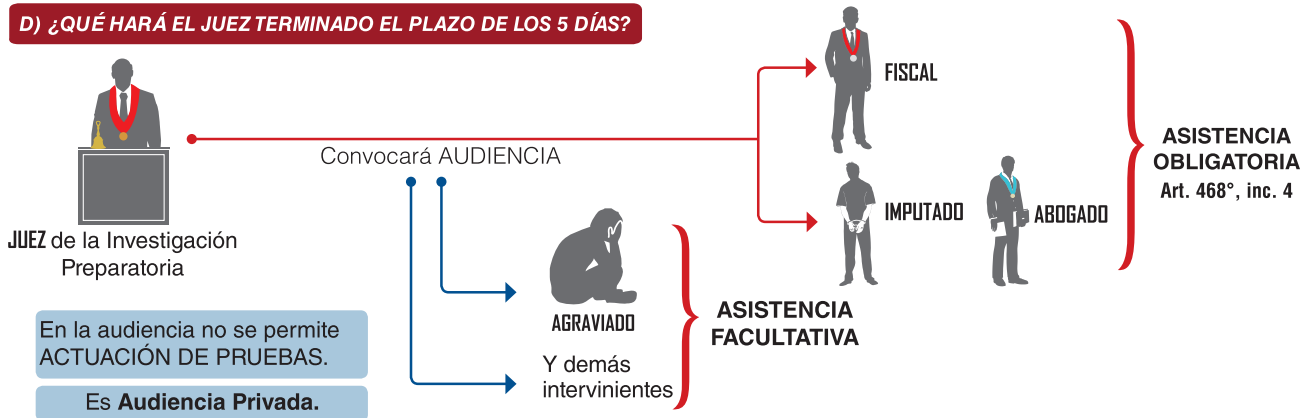 D) ¿QUÉ HARÁ EL JUEZ TERMINADO EL PLAZO DE LOS 5 DÍAS?
FISCAL
Convocará AUDIENCIA
ASISTENCIA
OBLIGATORIA
Art. 468°, inc. 4
IMPUTADO
ABOGADO
JUEZ de la Investigación
Preparatoria
AGRAVIADO
ASISTENCIA
FACULTATIVA
Y demás
intervinientes
En la audiencia no se permite
ACTUACIÓN DE PRUEBAS.
Es Audiencia Privada.